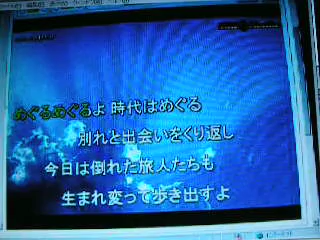 めぐるめぐるよ 時代はめぐる
別れと出会いをくり返し
今日は倒れた旅人たちも
生まれ変って歩き出すよ